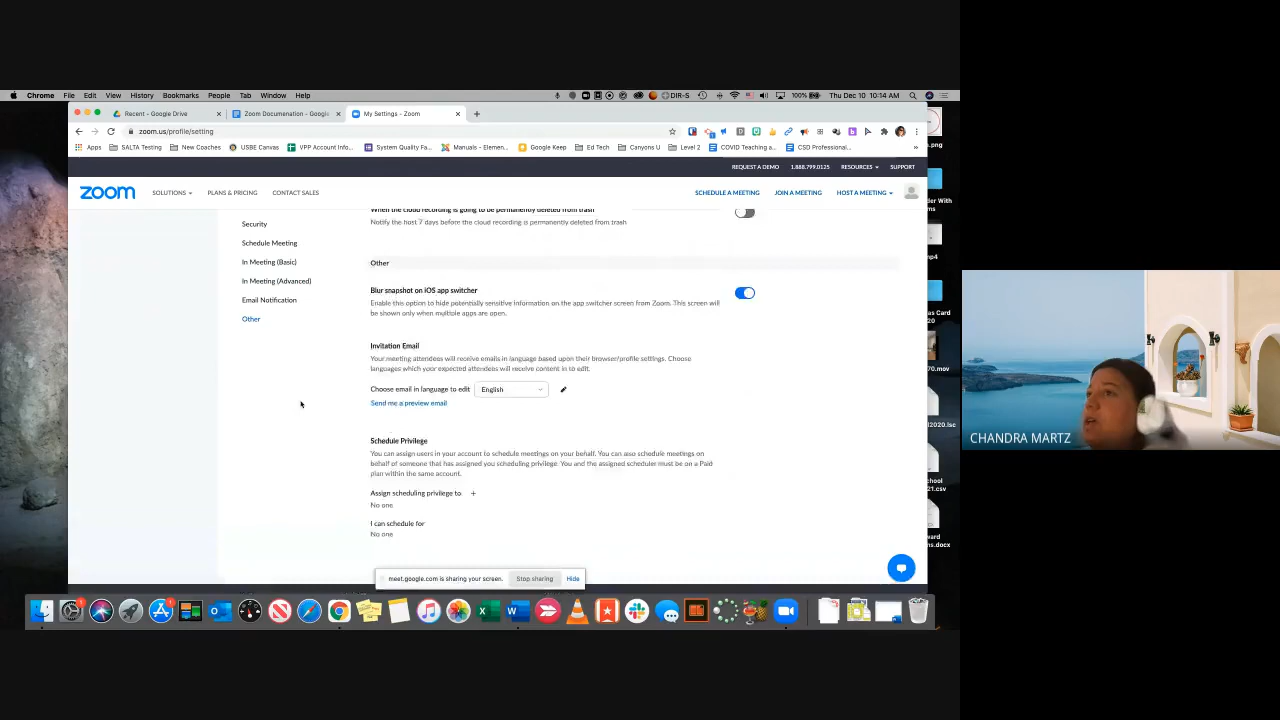 Chrome File Edit View History Bookmarks People Tab Window Help DIR-S 100% Thu Dec 10 10:14 AM
Recent - Google Drive × Zoom Documenation - Google × My Settings - Zoom × +
zoom.us/profile/setting
Apps SALTA Testing New Coaches USBE Canvas VPP Account Info... System Quality Fa... Manuals - Elemen... Google Keep Ed Tech Canyons U Level 2 COVID Teaching a... CSD Professional... »
REQUEST A DEMO 1.888.799.0125 RESOURCES SUPPORT
zoom SOLUTIONS PLANS & PRICING CONTACT SALES SCHEDULE A MEETING JOIN A MEETING HOST A MEETING
Security
Schedule Meeting
In Meeting (Basic)
In Meeting (Advanced)
Email Notification
Other
When the cloud recording is going to be permanently deleted from trash
Notify the host 7 days before the cloud recording is permanently deleted from trash
Other
Blur snapshot on iOS app switcher
Enable this option to hide potentially sensitive information on the app switcher screen from Zoom. This screen will
be shown only when multiple apps are open.
Invitation Email
Your meeting attendees will receive emails in language based upon their browser/profile settings. Choose
languages which your expected attendees will receive content in to edit.
Choose email in language to edit English
Send me a preview email
Schedule Privilege
You can assign users in your account to schedule meetings on your behalf. You can also schedule meetings on
behalf of someone that has assigned you scheduling privilege. You and the assigned scheduler must be on a Paid
plan within the same account.
Assign scheduling privilege to +
No one
I can schedule for
No one
meet.google.com is sharing your screen. Stop sharing Hide
CHANDRA MARTZ